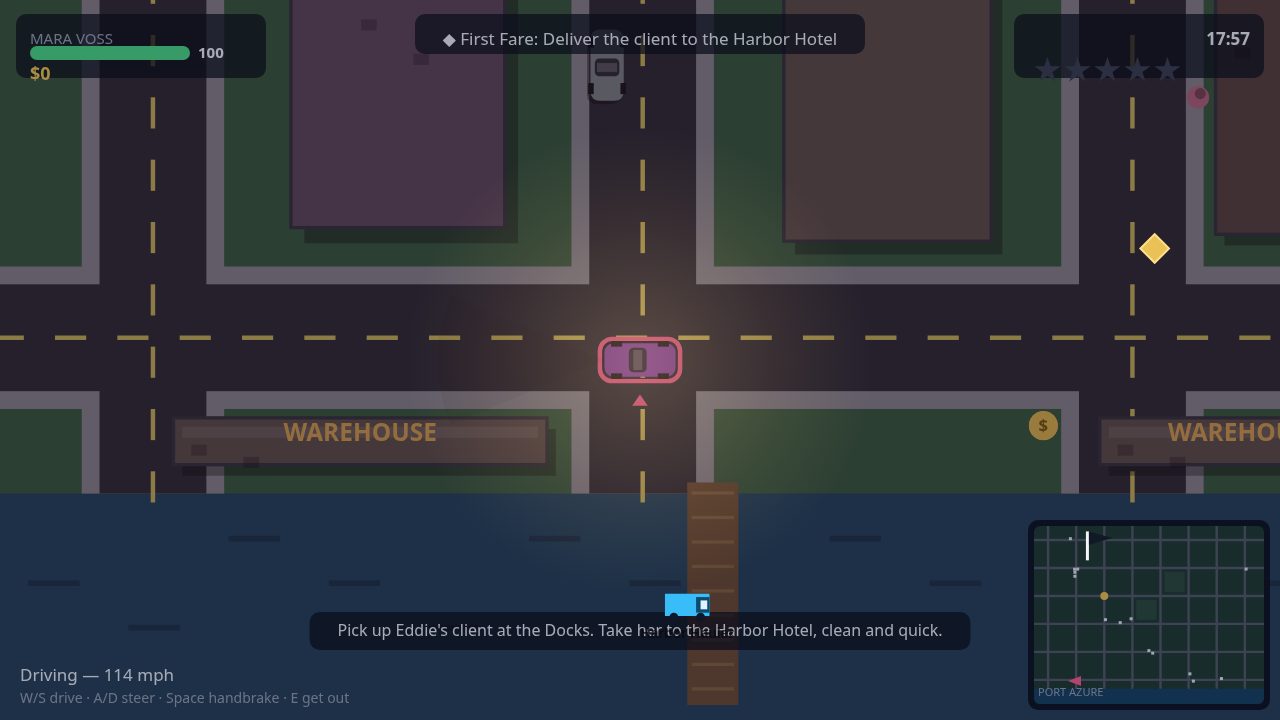 MARA VOSS
100
$0
◆ First Fare: Deliver the client to the Harbor Hotel
17:57
WAREHOUSE
WAREHOU
$
Pick up Eddie's client at the Docks. Take her to the Harbor Hotel, clean and quick.
Driving — 114 mph
W/S drive · A/D steer · Space handbrake · E get out
PORT AZURE